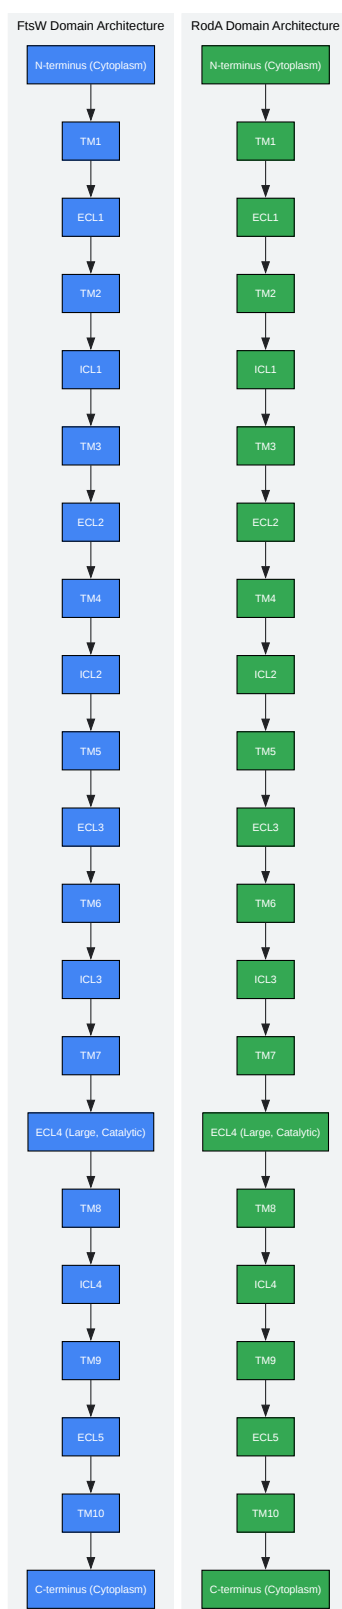 FtsW Domain Architecture
N-terminus (Cytoplasm)
TM1
ECL1
TM2
ICL1
TM3
ECL2
TM4
ICL2
TM5
ECL3
TM6
ICL3
TM7
ECL4 (Large, Catalytic)
TM8
ICL4
TM9
ECL5
TM10
C-terminus (Cytoplasm)
RodA Domain Architecture
N-terminus (Cytoplasm)
TM1
ECL1
TM2
ICL1
TM3
ECL2
TM4
ICL2
TM5
ECL3
TM6
ICL3
TM7
ECL4 (Large, Catalytic)
TM8
ICL4
TM9
ECL5
TM10
C-terminus (Cytoplasm)